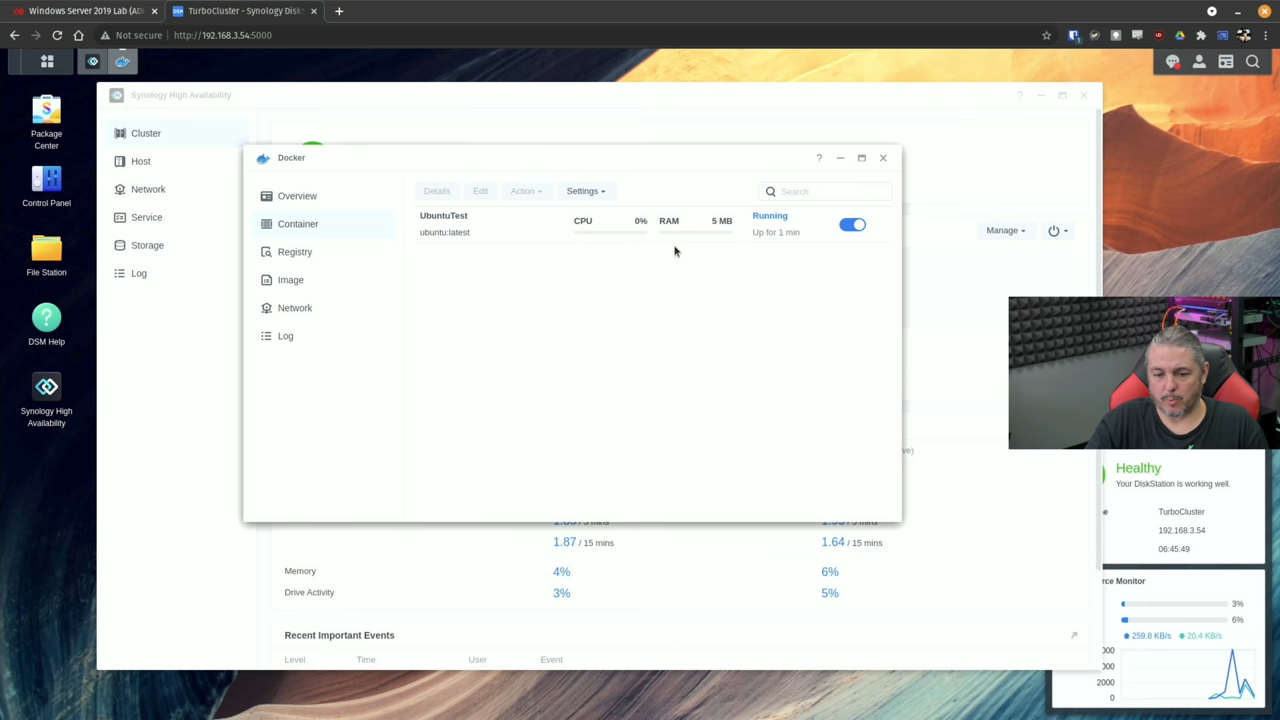 Windows Server 2019 Lab (AD
TurboCluster - Synology Disk
Not secure
http://192.168.3.54:5000
Package
Center
Control Panel
File Station
DSM Help
Synology High
Availability
Synology High Availability
Cluster
Host
Network
Service
Storage
Log
Manage
Docker
Overview
Container
Registry
Image
Network
Log
Details
Edit
Action
Settings
Search
UbuntuTest
ubuntu:latest
CPU
0%
RAM
5 MB
Running
Up for 1 min
ve)
1.87 / 15 mins
1.64 / 15 mins
Memory
4%
6%
Drive Activity
3%
5%
Recent Important Events
Level
Time
User
Event
Healthy
Your DiskStation is working well.
TurboCluster
192.168.3.54
06:45:49
rce Monitor
3%
6%
259.8 KB/s
20.4 KB/s
000
000
2000
0